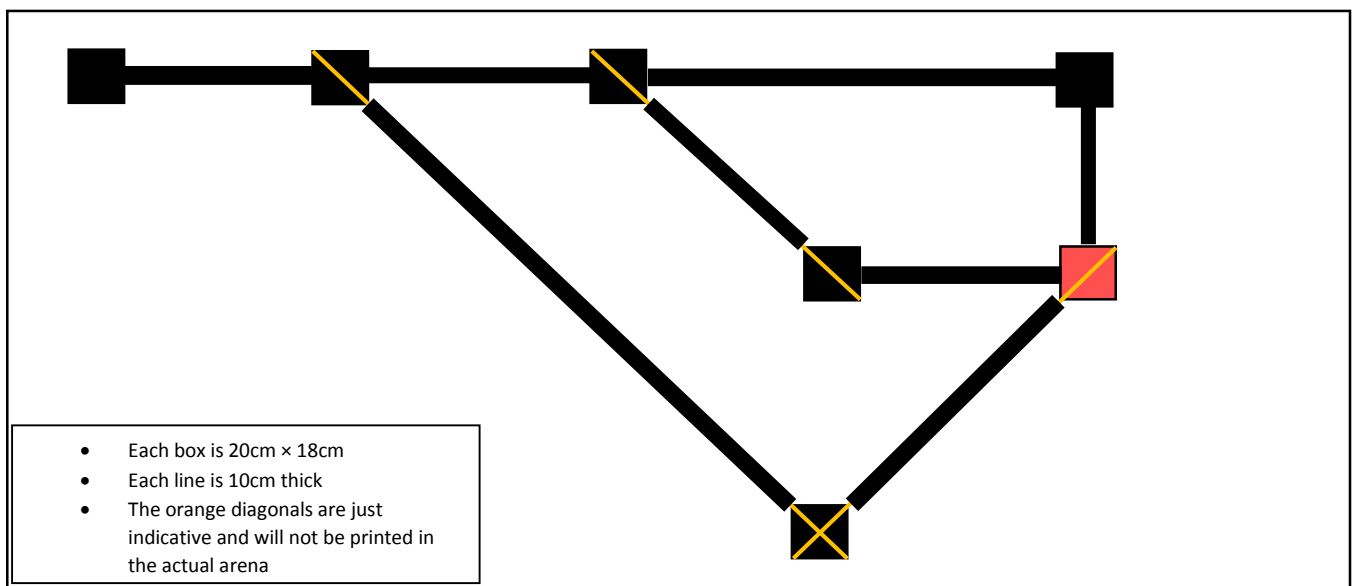 • Each box is 20cm × 18cm
• Each line is 10cm thick
• The orange diagonals are just
indicative and will not be printed in
the actual arena